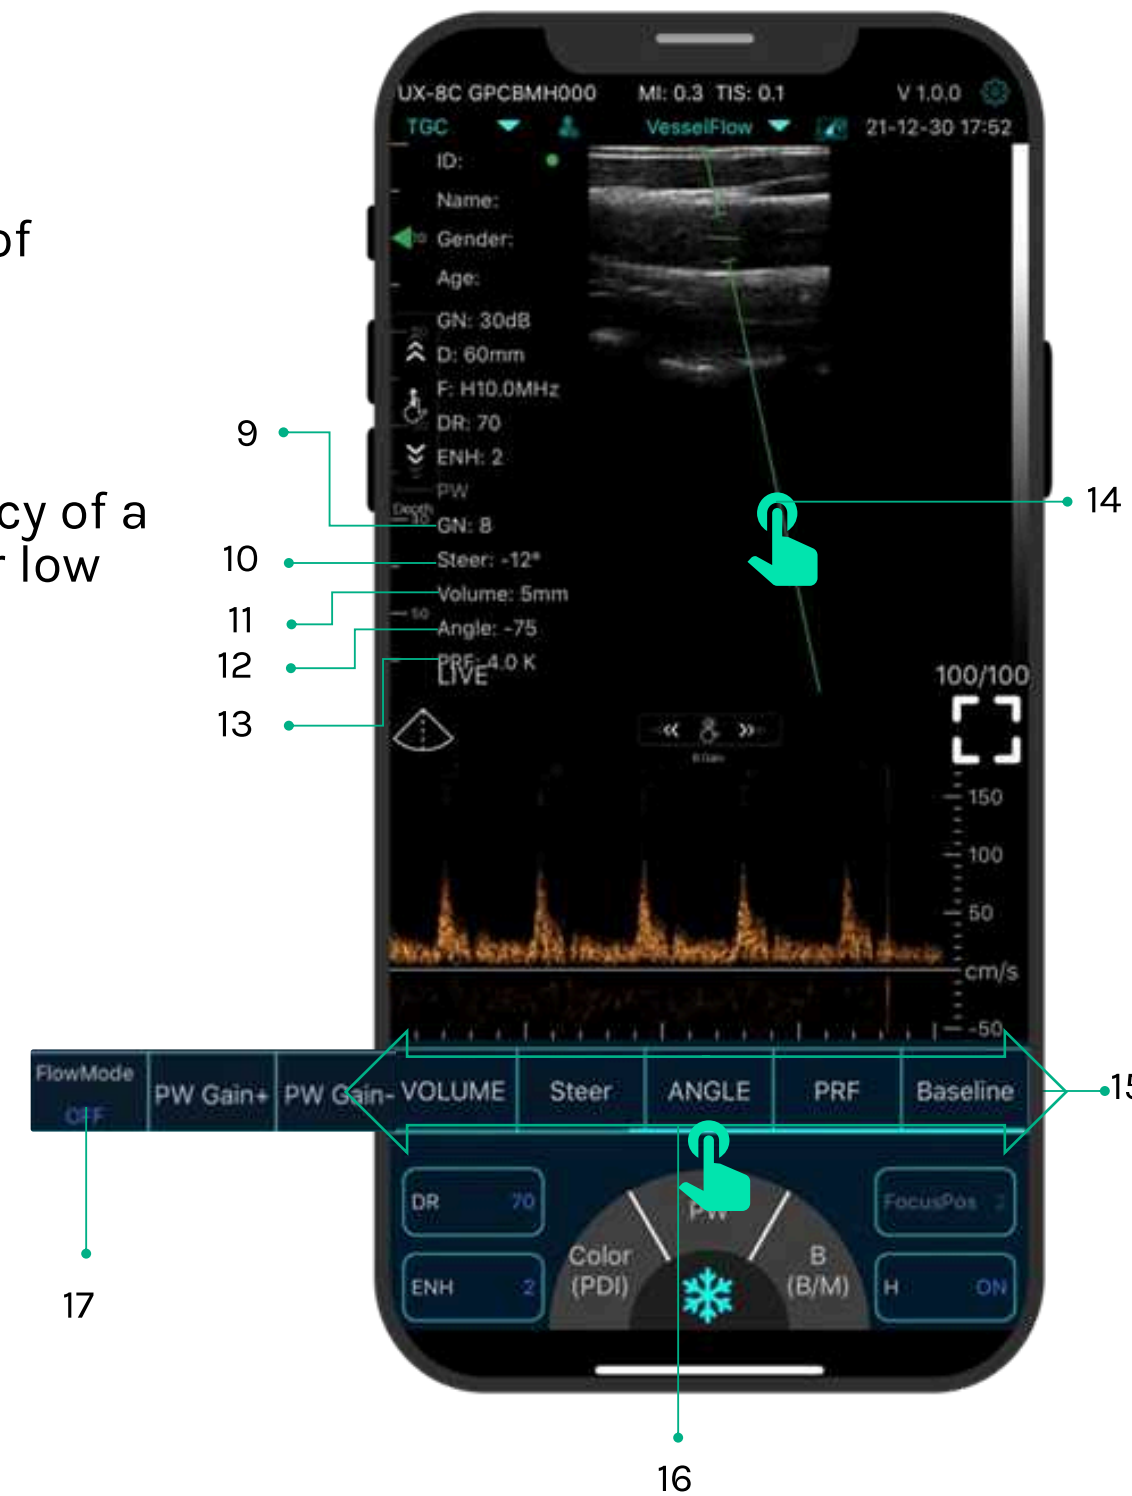 UX-8C GPCBMH000 MI: 0.3 TIS: 0.1 V 1.0.0
TGC VesselFlow 21-12-30 17:52
ID:
Name:
of
Gender:
Age:
GN: 30dB
D: 60mm
F: H10.0MHz
DR: 70
9
ENH: 2
PW
14
cy of a
Depth
GN: 8
r low
10
Steer: -12°
Volume: 5mm
11
50
Angle: -75
12
PRF: 4.0 K
LIVE
100/100
13
B Gain
150
100
50
cm/s
-50
FlowMode
OFF
PW Gain+ PW Gain- VOLUME Steer ANGLE PRF Baseline
15
DR 70
PW
FocusPos 2
Color
(PDI)
B
(B/M)
ENH 2
H ON
17
16